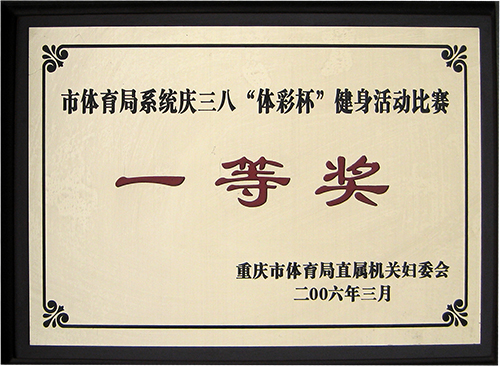 市体育局系统庆三八“体彩杯”健身活动比赛
一等奖
重庆市体育局直属机关妇委会
二00六年三月